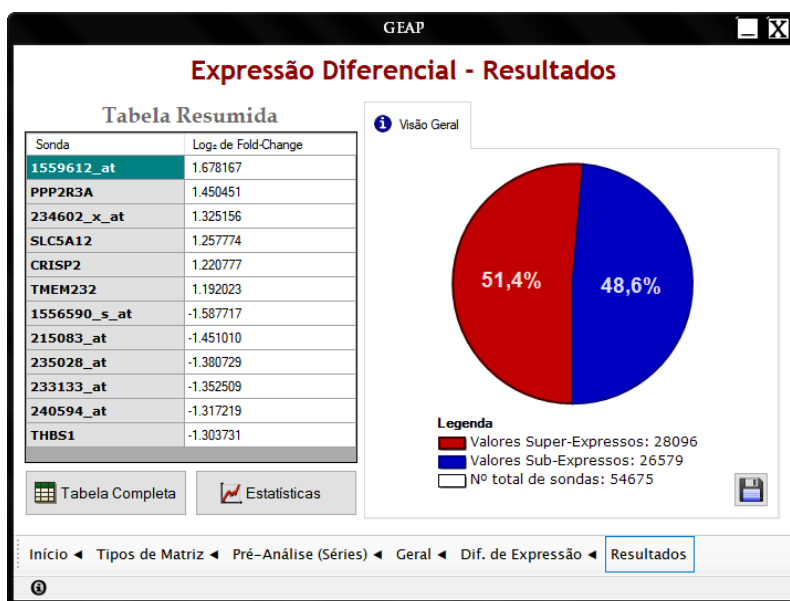 GEAP
Expressão Diferencial - Resultados
Tabela Resumida
Sonda Log₂ de Fold-Change
1559612_at 1.678167
PPP2R3A 1.450451
234602_x_at 1.325156
SLC5A12 1.257774
CRISP2 1.220777
TMEM232 1.192023
1556590_s_at -1.587717
215083_at -1.451010
235028_at -1.380729
233133_at -1.352509
240594_at -1.317219
THBS1 -1.303731
Tabela Completa
Estatísticas
Visão Geral
51,4%
48,6%
Legenda
Valores Super-Expressos: 28096
Valores Sub-Expressos: 26579
Nº total de sondas: 54675
Início ◄ Tipos de Matriz ◄ Pré-Análise (Séries) ◄ Geral ◄ Dif. de Expressão ◄ Resultados